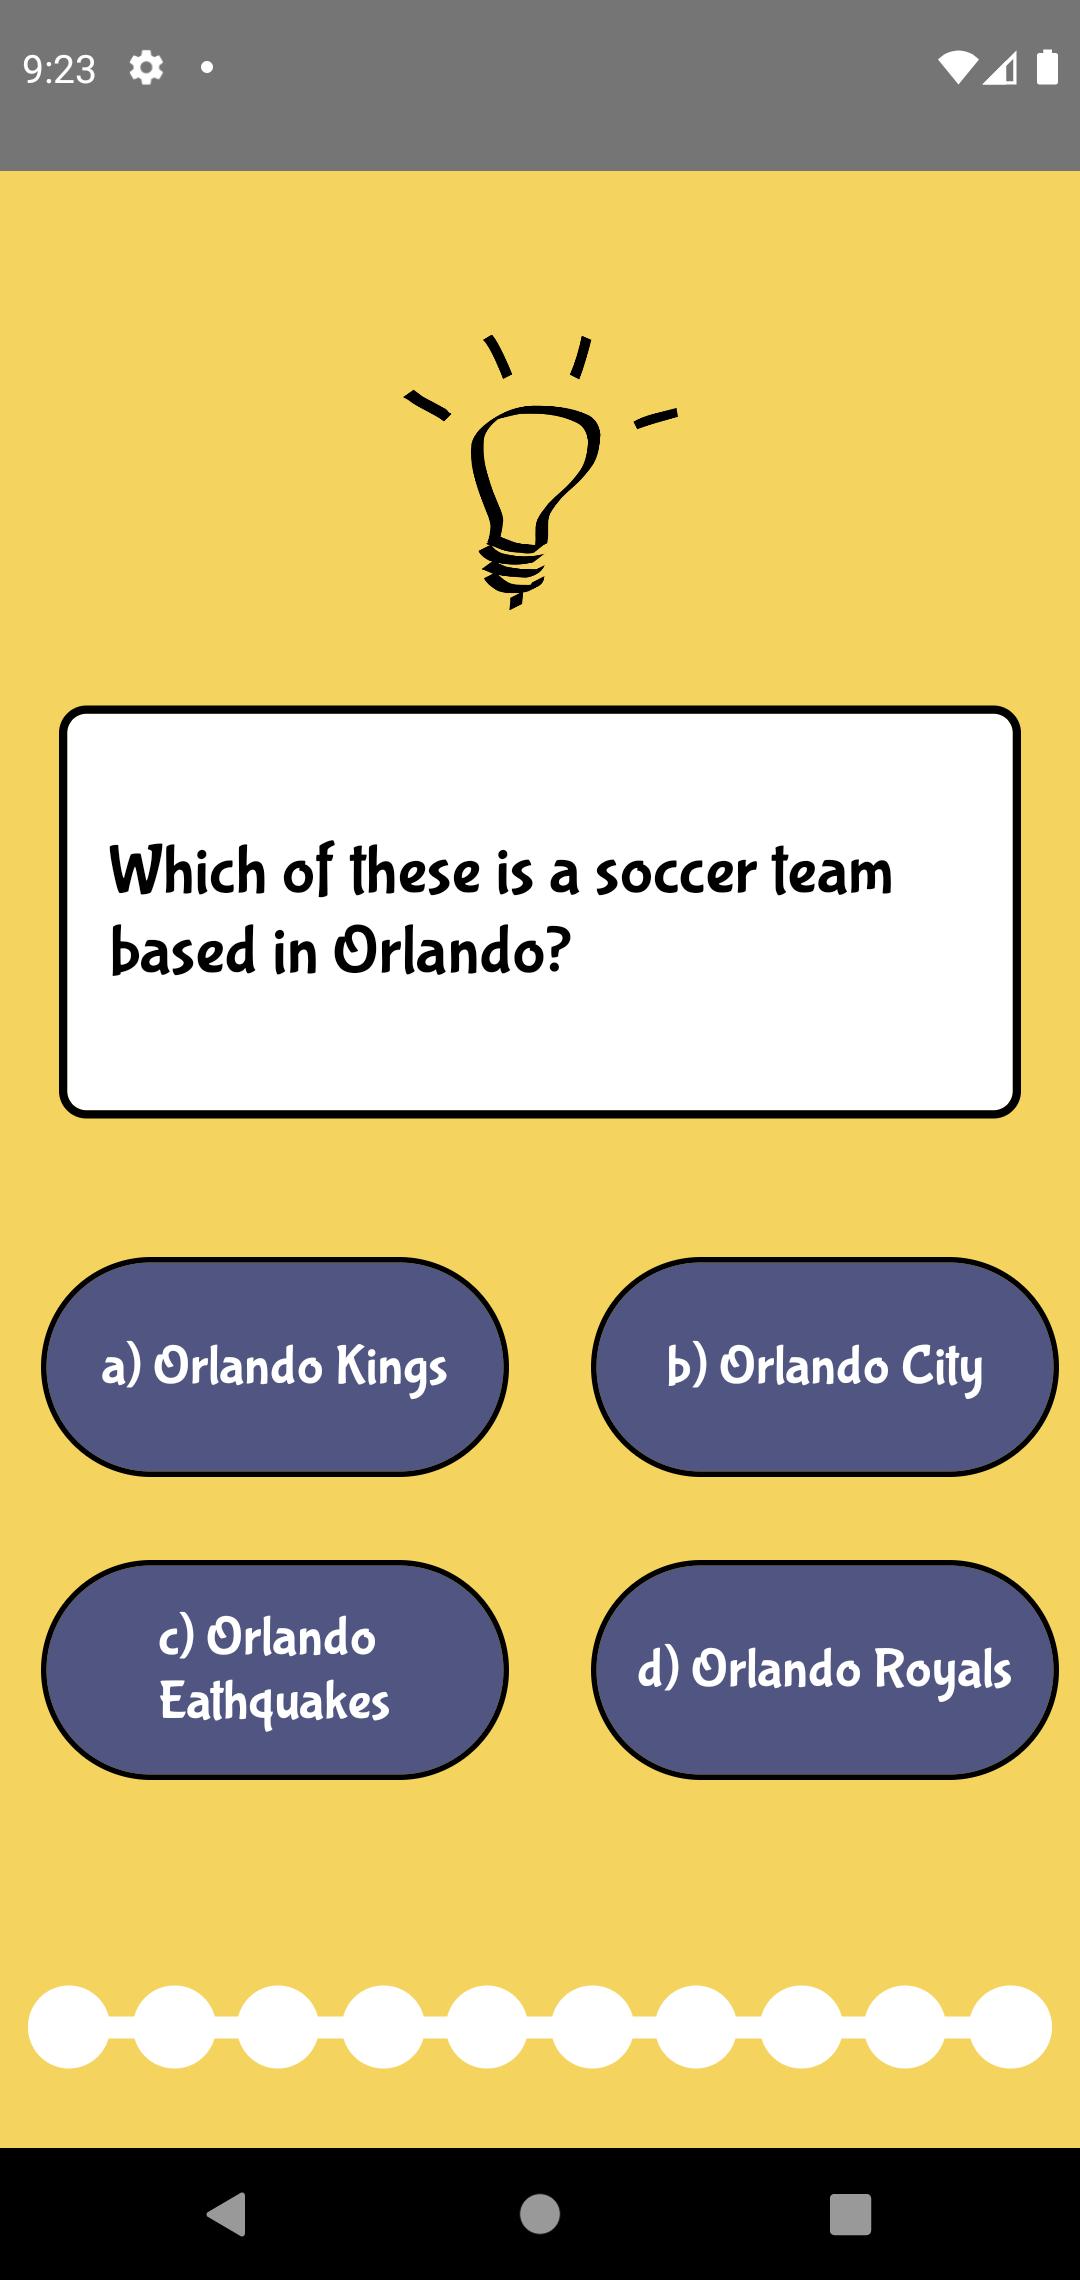 9:23
Which of these is a soccer team
based in Orlando?
a) Orlando Kings
b) Orlando City
c) Orlando
Eathquakes
d) Orlando Royals